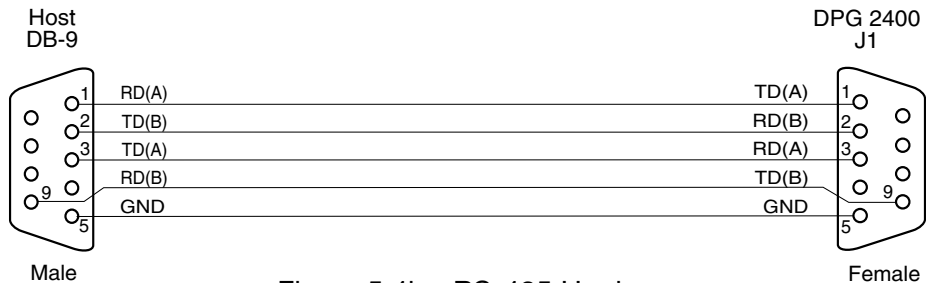 Host
DB-9
DPG 2400
J1
1 RD(A) TD(A) 1
2 TD(B) RD(B) 2
3 TD(A) RD(A) 3
9 RD(B) TD(B) 9
5 GND GND 5
Male
Female